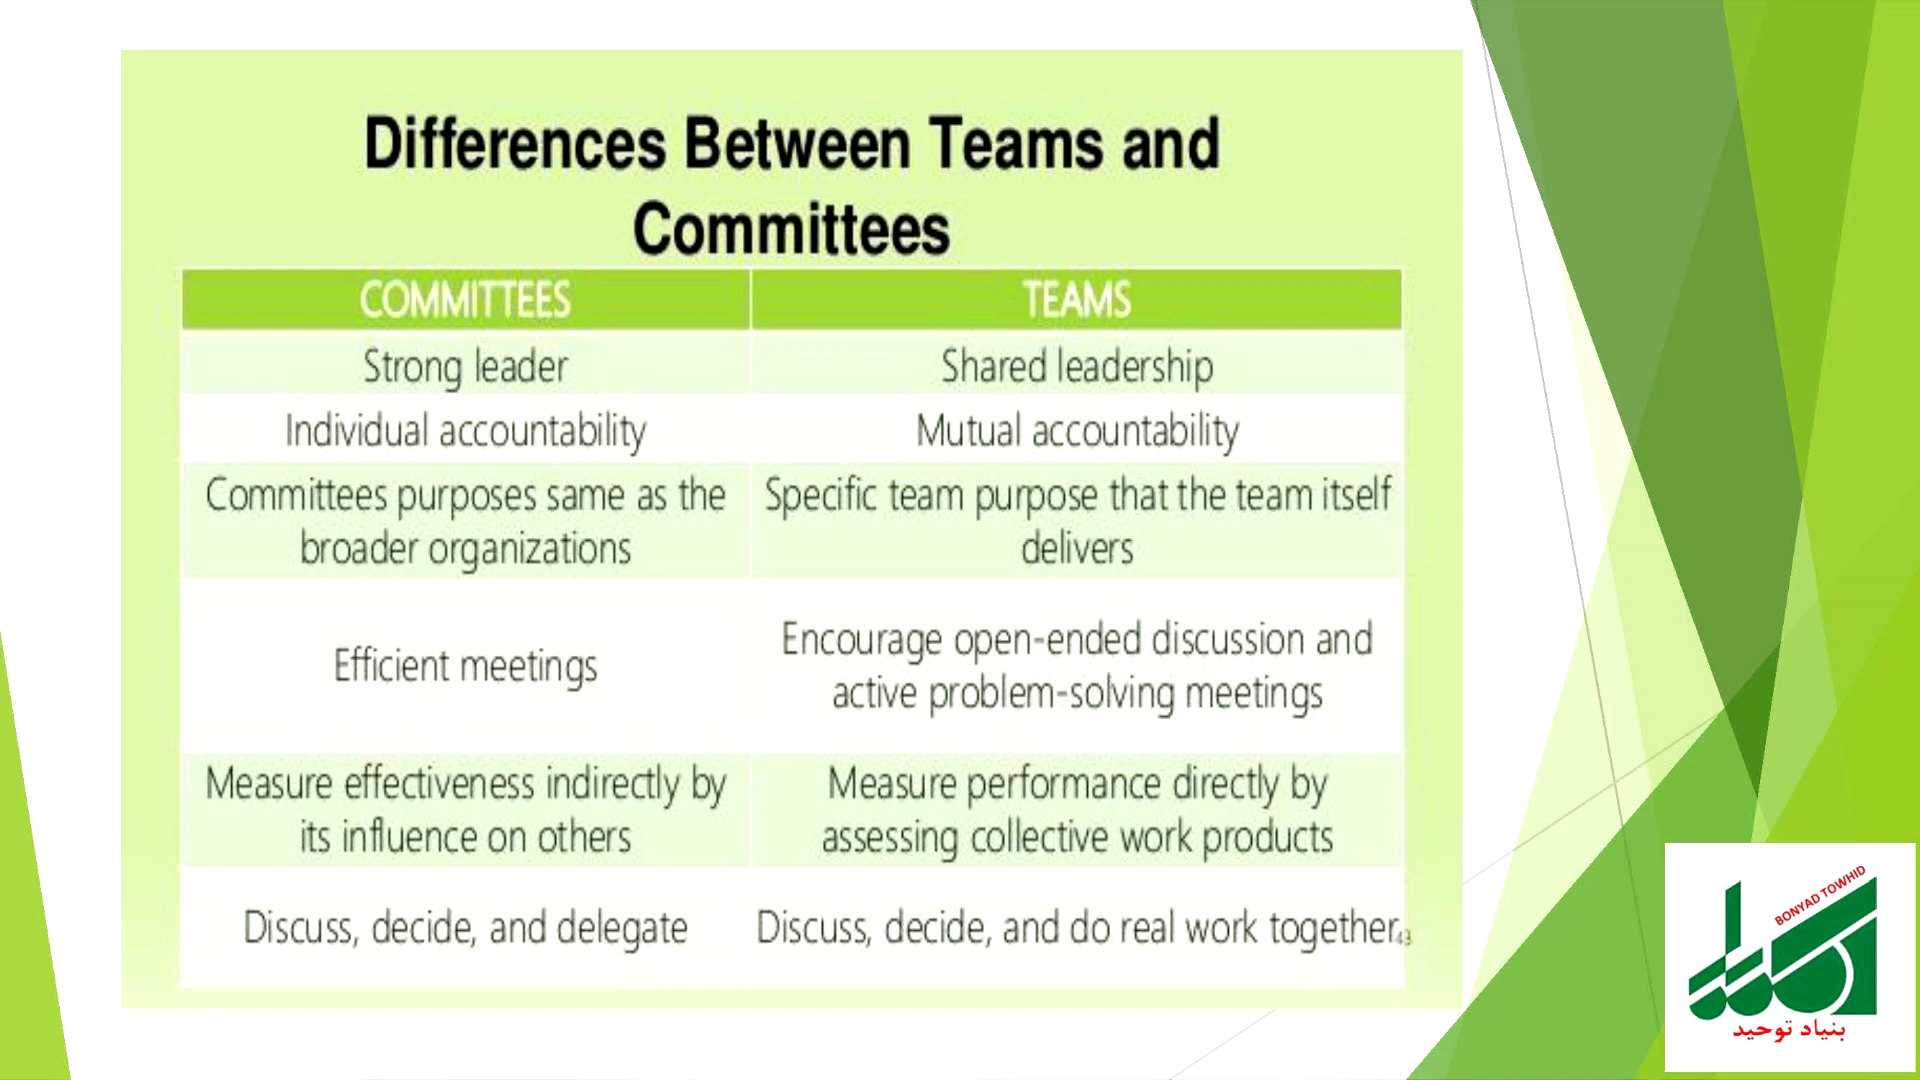 Differences Between Teams and
Committees
COMMITTEES
TEAMS
Strong leader
Shared leadership
Individual accountability
Mutual accountability
Committees purposes same as the
broader organizations
Specific team purpose that the team itself
delivers
Efficient meetings
Encourage open-ended discussion and
active problem-solving meetings
Measure effectiveness indirectly by
its influence on others
Measure performance directly by
assessing collective work products
Discuss, decide, and delegate
Discuss, decide, and do real work together.
43
BONYAD TOWHID
بنیاد توحید